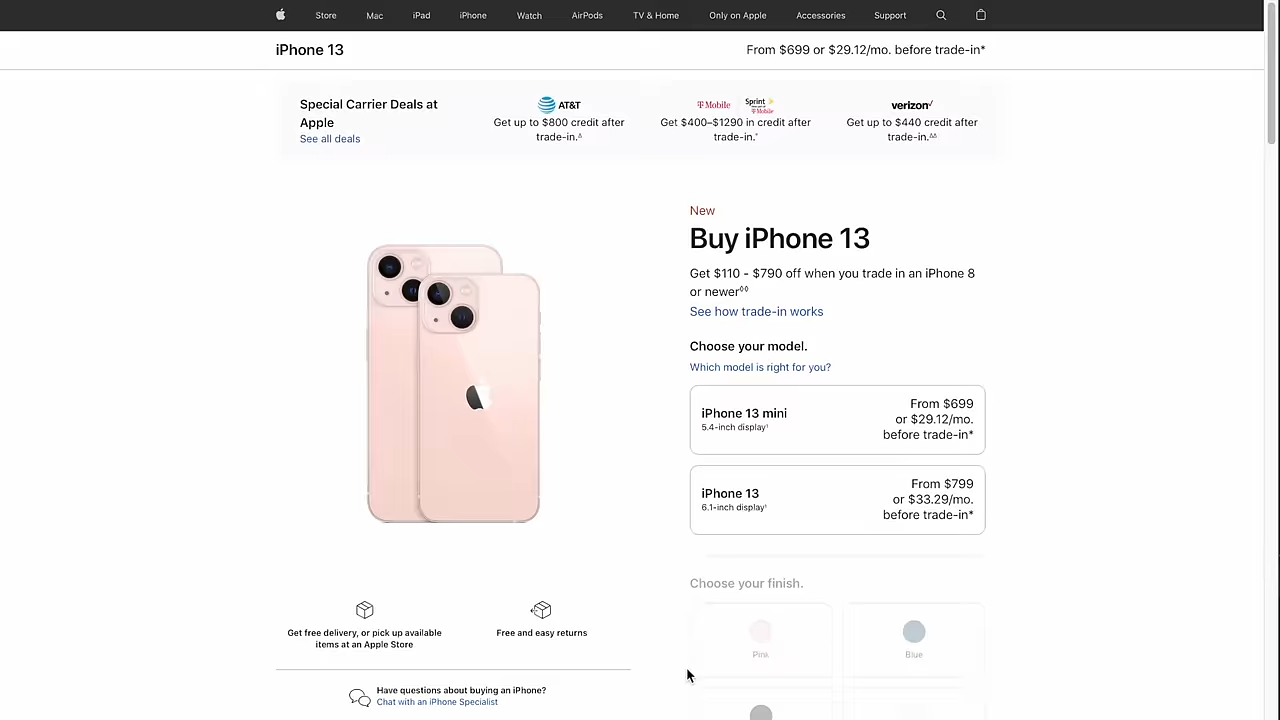 Store Mac iPad iPhone Watch AirPods TV & Home Only on Apple Accessories Support
iPhone 13
From $699 or $29.12/mo. before trade-in*
Special Carrier Deals at
Apple
See all deals
AT&T
Get up to $800 credit after
trade-in.∆
T Mobile Sprint
T Mobile
Get $400–$1290 in credit after
trade-in.°
verizon✓
Get up to $440 credit after
trade-in.∆∆
New
Buy iPhone 13
Get $110 - $790 off when you trade in an iPhone 8
or newer◊◊
See how trade-in works
Choose your model.
Which model is right for you?
iPhone 13 mini
5.4-inch display¹
From $699
or $29.12/mo.
before trade-in*
iPhone 13
6.1-inch display¹
From $799
or $33.29/mo.
before trade-in*
Choose your finish.
Pink
Blue
Get free delivery, or pick up available
items at an Apple Store
Free and easy returns
Have questions about buying an iPhone?
Chat with an iPhone Specialist